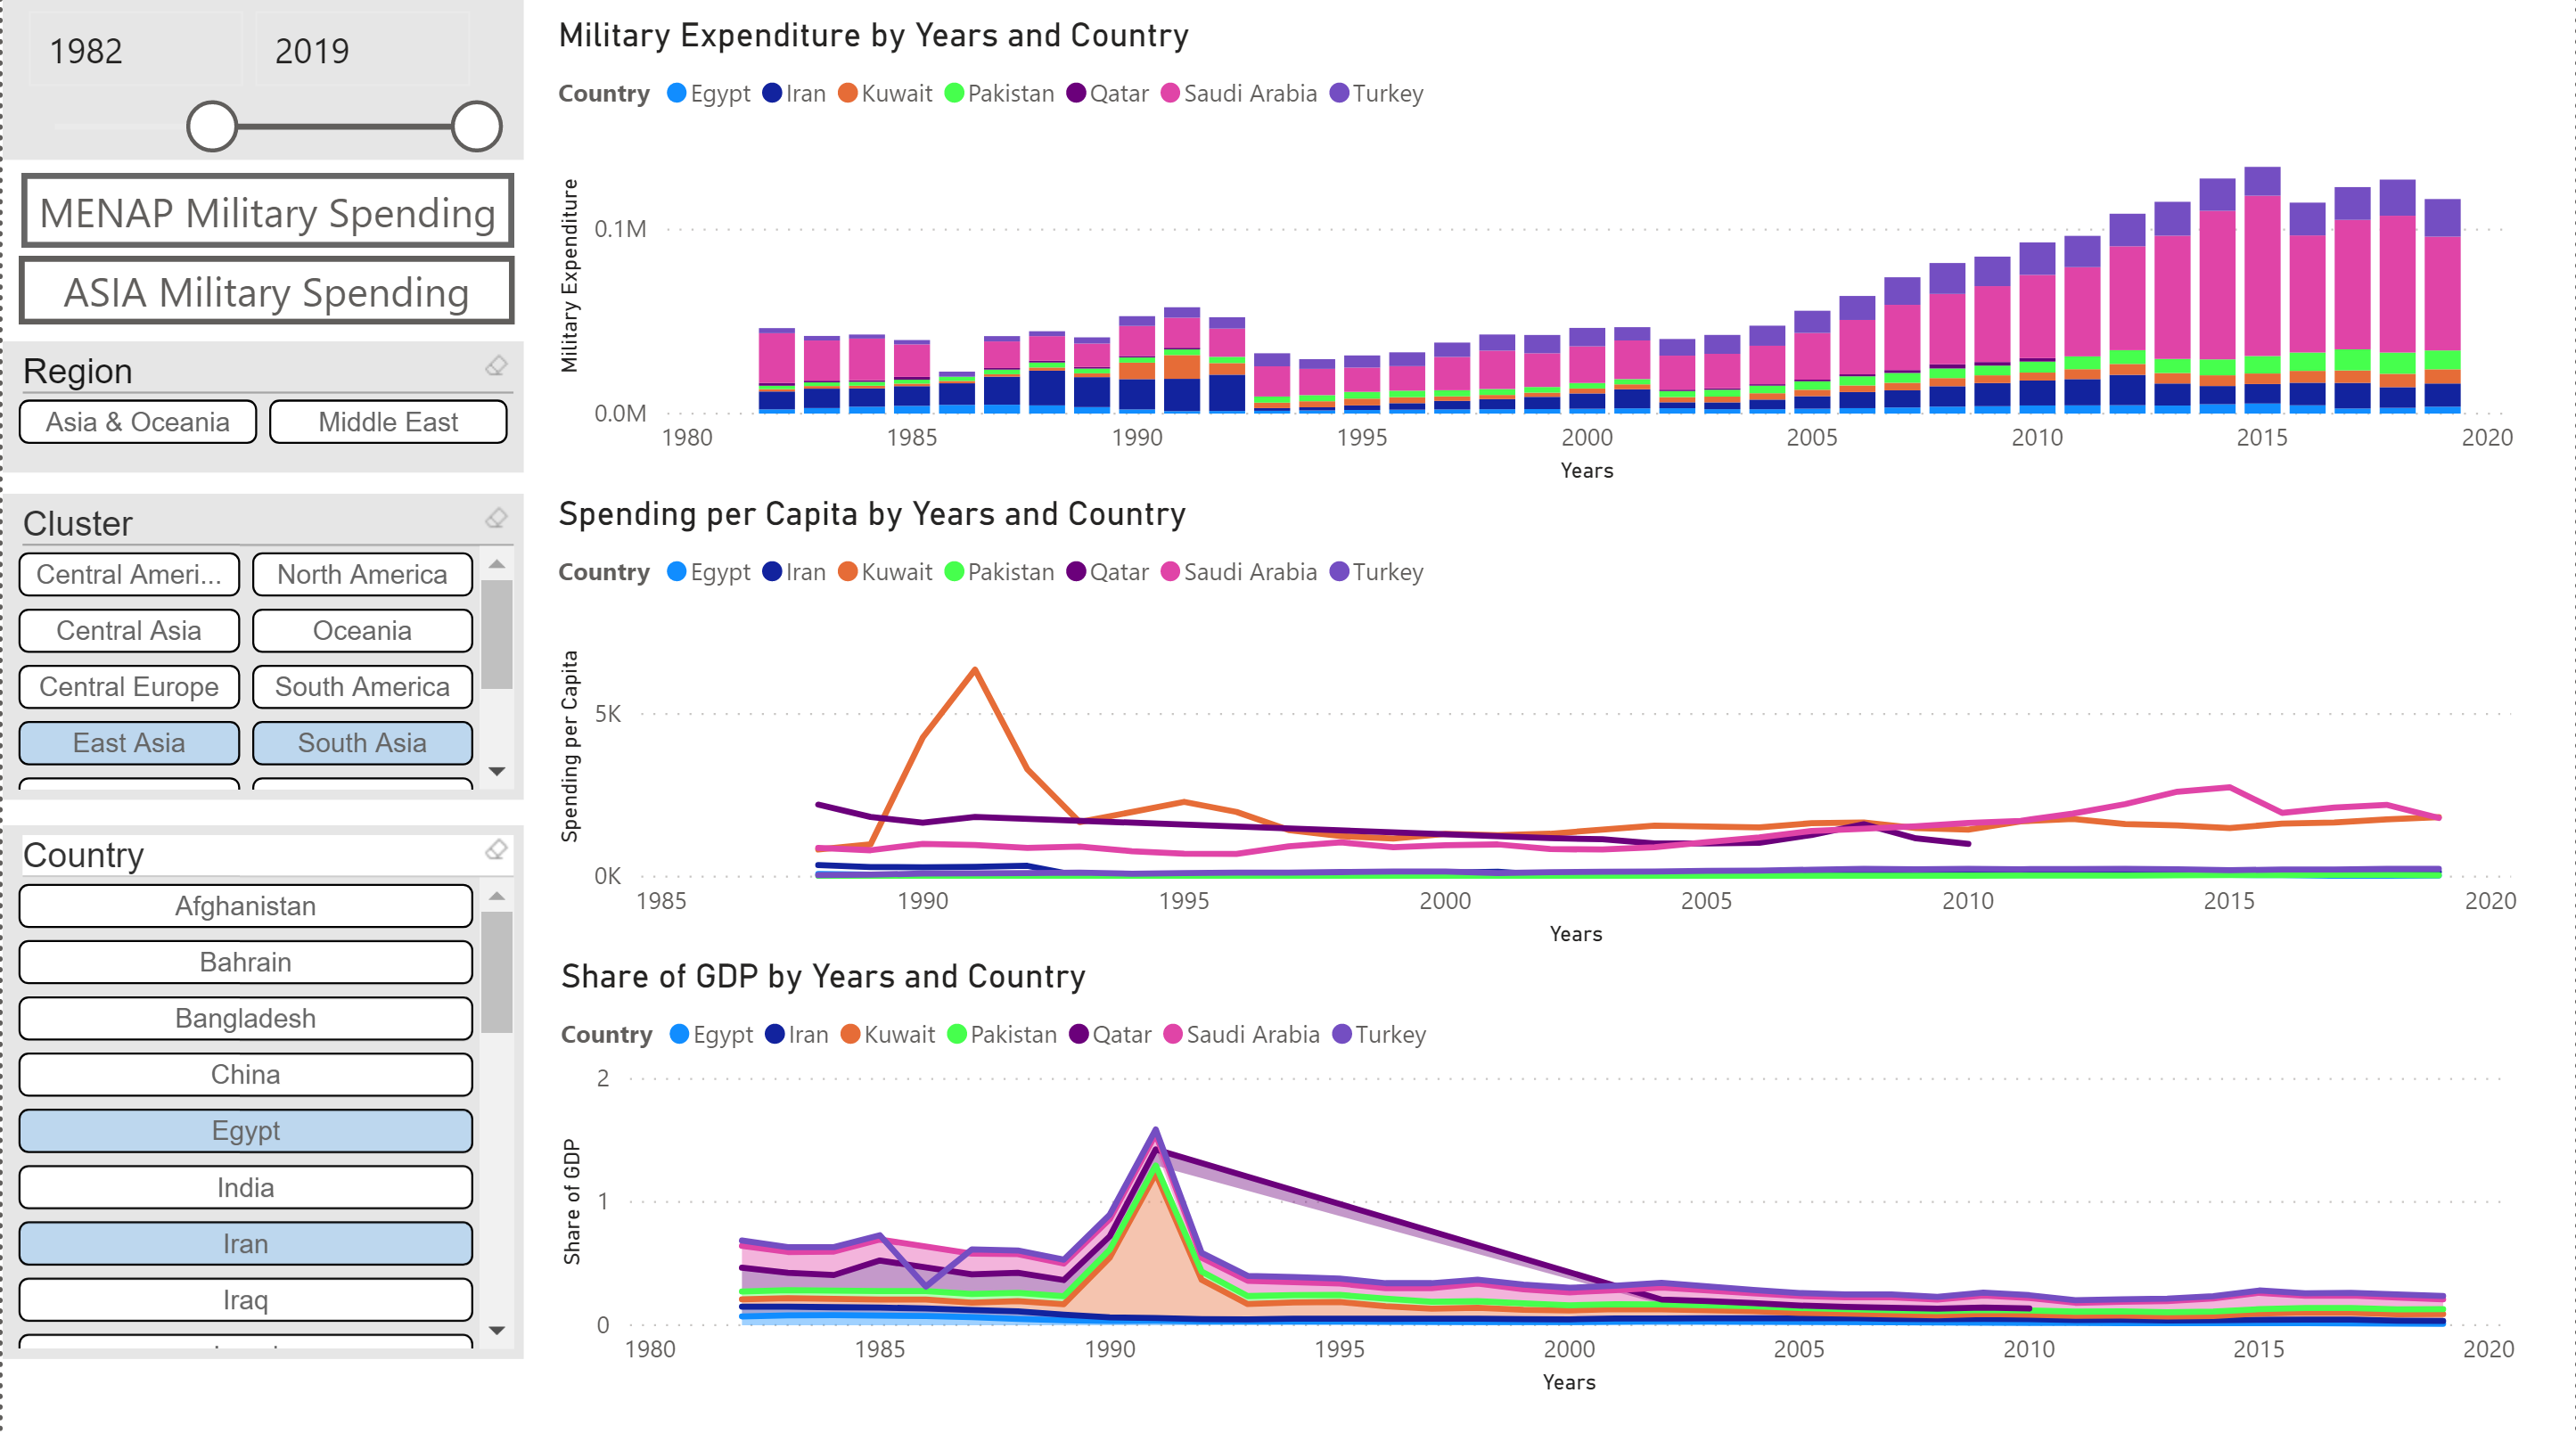 1982 2019
MENAP Military Spending
ASIA Military Spending
Region
Asia & Oceania Middle East
Cluster
Central Ameri... North America
Central Asia Oceania
Central Europe South America
East Asia South Asia
Country
Afghanistan
Bahrain
Bangladesh
China
Egypt
India
Iran
Iraq
Military Expenditure by Years and Country
Country Egypt Iran Kuwait Pakistan Qatar Saudi Arabia Turkey
Military Expenditure
0.1M
0.0M
1980 1985 1990 1995 2000 2005 2010 2015 2020
Years
Spending per Capita by Years and Country
Country Egypt Iran Kuwait Pakistan Qatar Saudi Arabia Turkey
Spending per Capita
5K
0K
1985 1990 1995 2000 2005 2010 2015 2020
Years
Share of GDP by Years and Country
Country Egypt Iran Kuwait Pakistan Qatar Saudi Arabia Turkey
Share of GDP
2
1
0
1980 1985 1990 1995 2000 2005 2010 2015 2020
Years